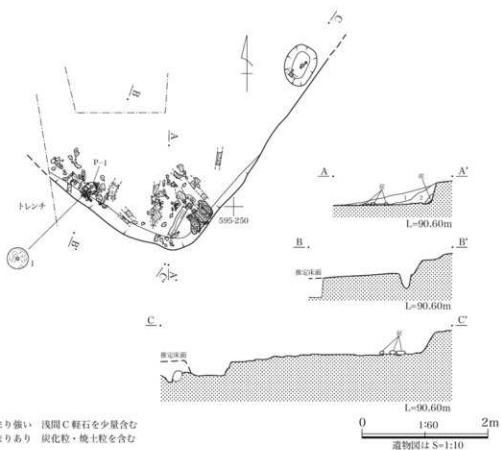 C'
B
A
P-1
トレンチ
595-250
B'
C
A'
1
A
A'
1
2
L=90.60m
B
B'
推定床面
L=90.60m
C
C'
推定床面
L=90.60m
まり強い 浅間C軽石を少量含む
まりあり 炭化粒・焼土粒を含む
0 1:60 2m
遺物図は S=1:10